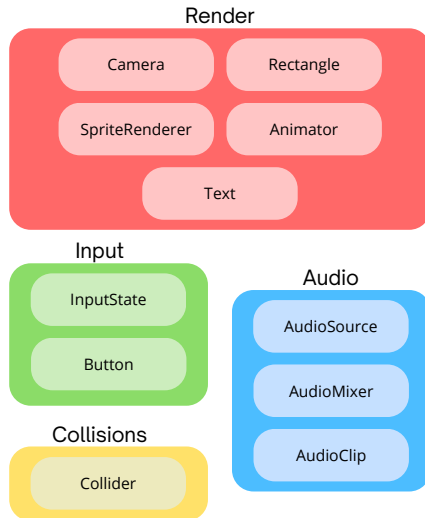 Render
Camera
Rectangle
SpriteRenderer
Animator
Text
Input
InputState
Button
Audio
AudioSource
AudioMixer
AudioClip
Collisions
Collider